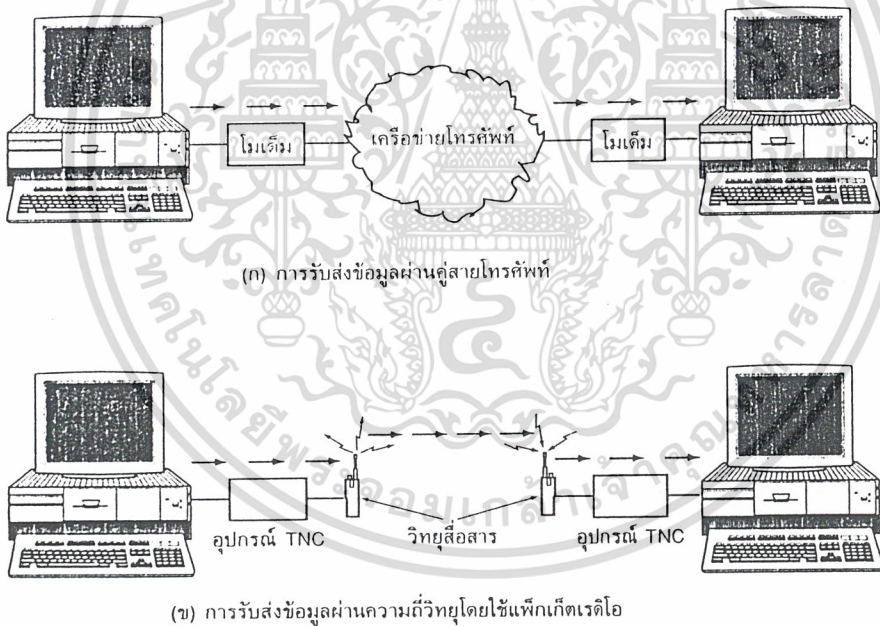 โมเด็ม เครือข่ายโทรศัพท์ โมเด็ม
(ก) การรับส่งข้อมูลผ่านคู่สายโทรศัพท์
อุปกรณ์ TNC วิทยุสื่อสาร อุปกรณ์ TNC
(ข) การรับส่งข้อมูลผ่านความถี่วิทยุโดยใช้แพ็กเก็ตเรดิโอ